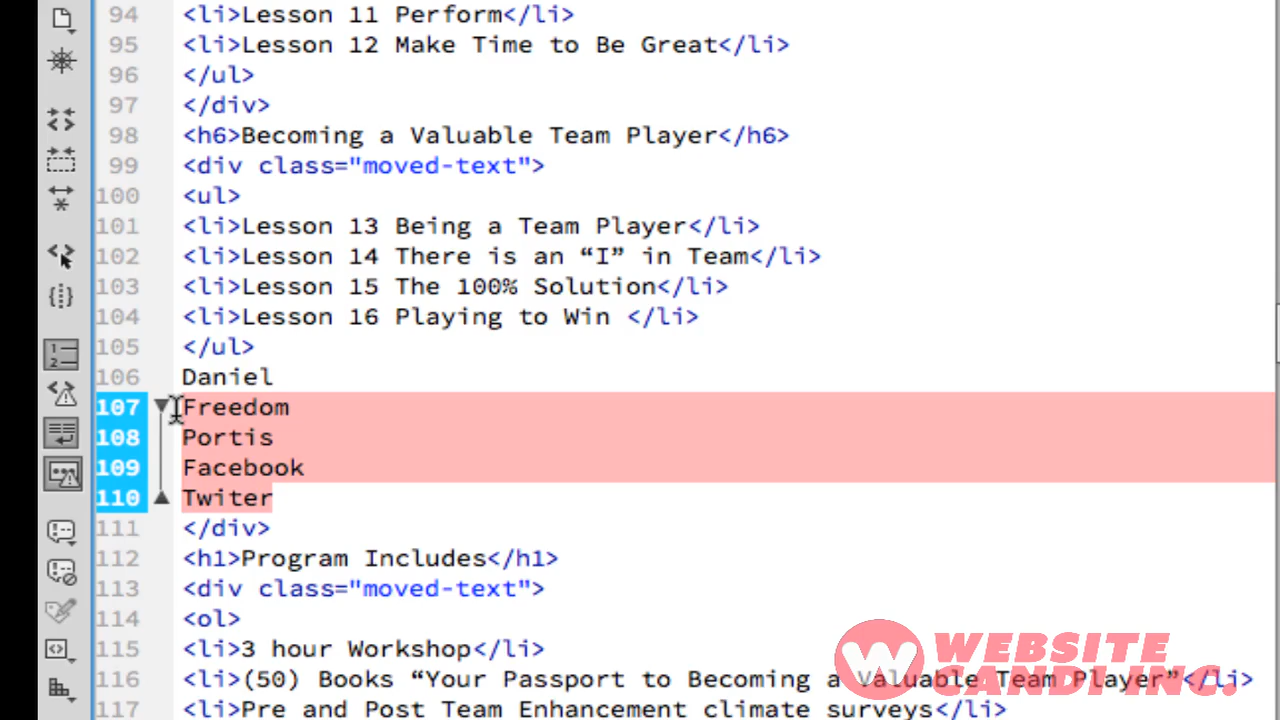 94 <li>Lesson 11 Perform</li>
95 <li>Lesson 12 Make Time to Be Great</li>
96 </ul>
97 </div>
98 <h6>Becoming a Valuable Team Player</h6>
99 <div class="moved-text">
100 <ul>
101 <li>Lesson 13 Being a Team Player</li>
102 <li>Lesson 14 There is an “I” in Team</li>
103 <li>Lesson 15 The 100% Solution</li>
104 <li>Lesson 16 Playing to Win </li>
105 </ul>
106 Daniel
107 Freedom
108 Portis
109 Facebook
110 Twiter
111 </div>
112 <h1>Program Includes</h1>
113 <div class="moved-text">
114 <ol>
115 <li>3 hour Workshop</li>
116 <li>(50) Books “Your Passport to Becoming a Valuable Team Player”</li>
117 <li>Pre and Post Team Enhancement climate surveys</li>
WEBSITE
CANDI,INC.